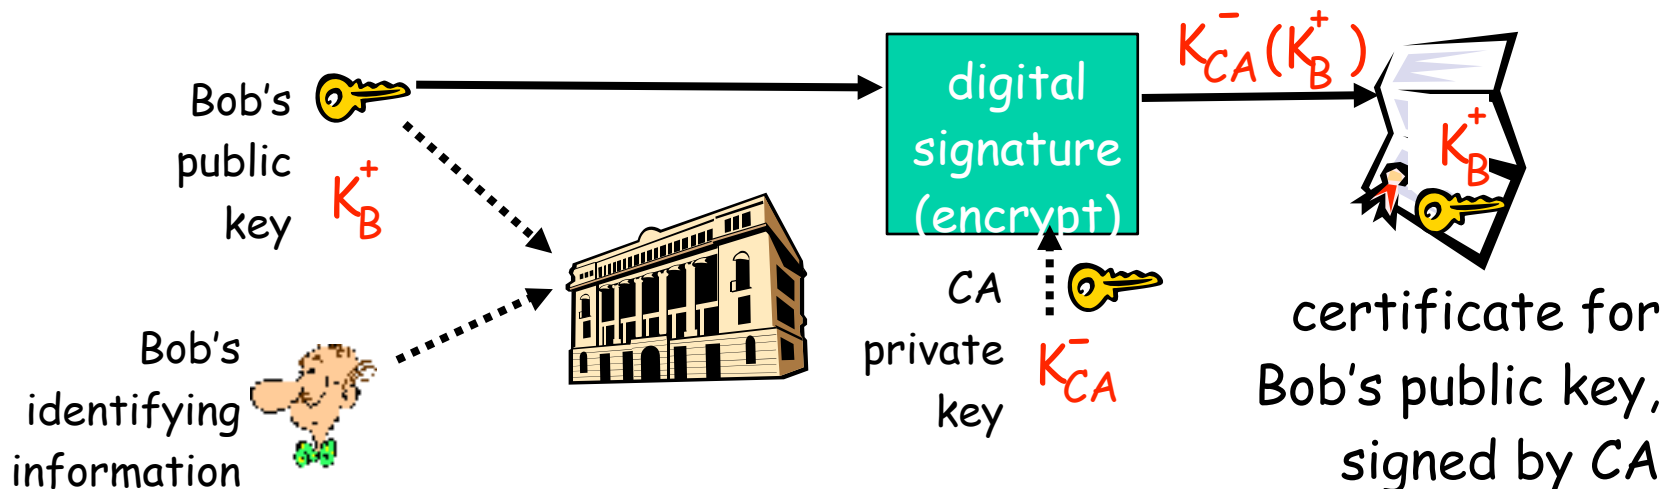 Bob's
public
key
K+B
digital
signature
(encrypt)
K-CA(K+B)
K+B
Bob's
identifying
information
CA
private
key
K-CA
certificate for
Bob's public key,
signed by CA